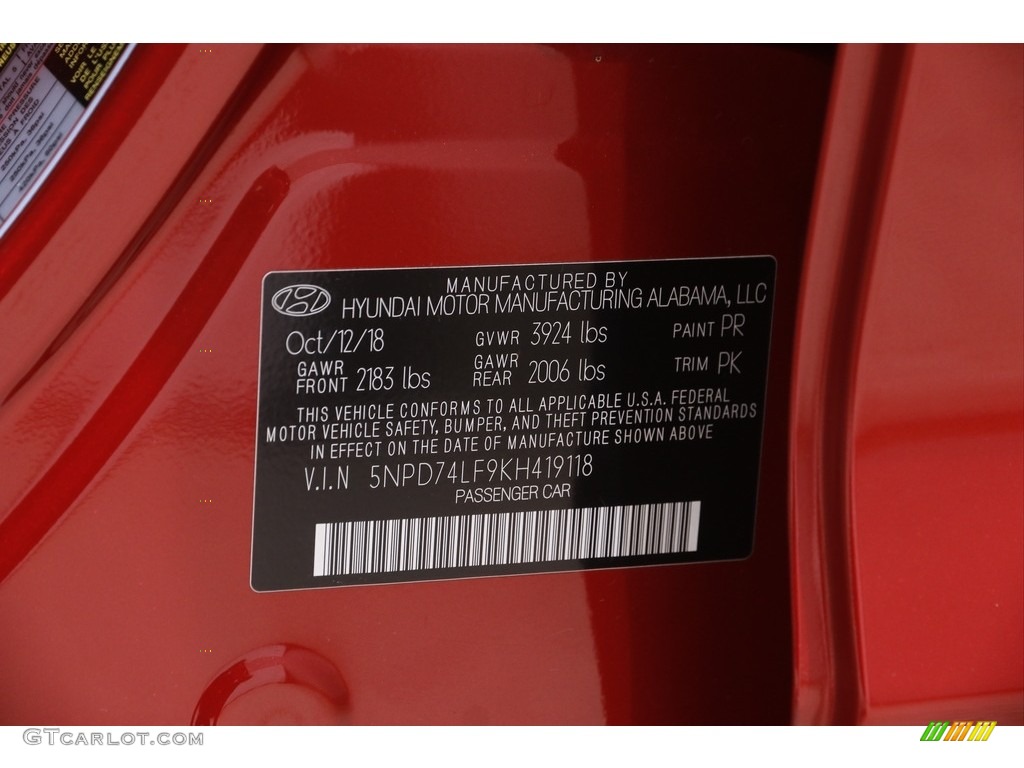 MANUFACTURED BY
HYUNDAI MOTOR MANUFACTURING ALABAMA, LLC
Oct/12/18 GVWR 3924 lbs PAINT PR
GAWR FRONT 2183 lbs GAWR REAR 2006 lbs TRIM PK
THIS VEHICLE CONFORMS TO ALL APPLICABLE U.S.A. FEDERAL
MOTOR VEHICLE SAFETY, BUMPER, AND THEFT PREVENTION STANDARDS
IN EFFECT ON THE DATE OF MANUFACTURE SHOWN ABOVE
V.I.N 5NPD74LF9KH419118
PASSENGER CAR
GTCARLOT.COM